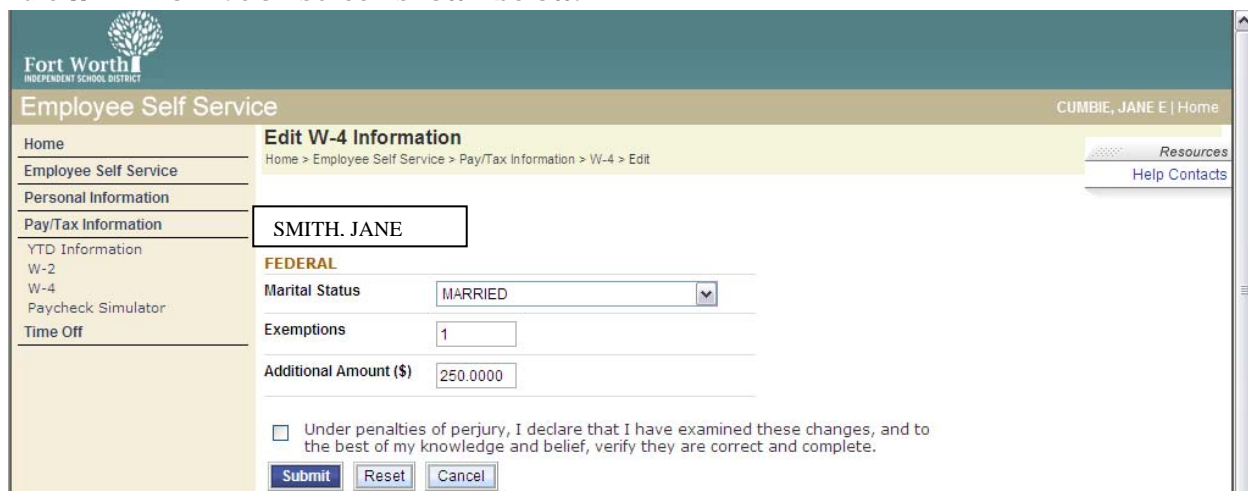 Fort Worth
INDEPENDENT SCHOOL DISTRICT
Employee Self Service
CUMBIE, JANE E | Home
Home
Employee Self Service
Personal Information
Pay/Tax Information
YTD Information
W-2
W-4
Paycheck Simulator
Time Off
Edit W-4 Information
Home > Employee Self Service > Pay/Tax Information > W-4 > Edit
Resources
Help Contacts
SMITH. JANE
FEDERAL
Marital Status
MARRIED
Exemptions
1
Additional Amount ($)
250.0000
Under penalties of perjury, I declare that I have examined these changes, and to
the best of my knowledge and belief, verify they are correct and complete.
Submit
Reset
Cancel